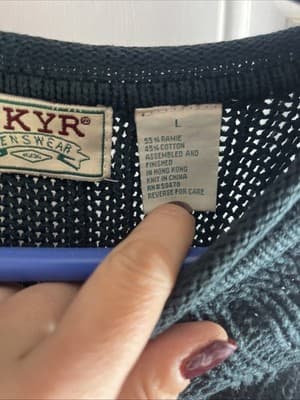 KYR®
ENSWEAR
L
55% RAMIE
45% COTTON
ASSEMBLED AND
FINISHED
IN HONG KONG
KNIT IN CHINA
RN#59470
REVERSE FOR CARE